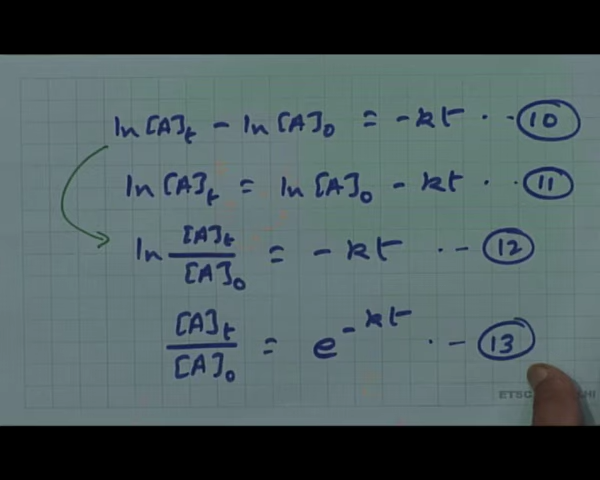 ln [A]t - ln [A]0 = - kt ... 10
ln [A]t = ln [A]0 - kt ... 11
ln [A]t / [A]0 = - kt ... 12
[A]t / [A]0 = e^-kt ... 13